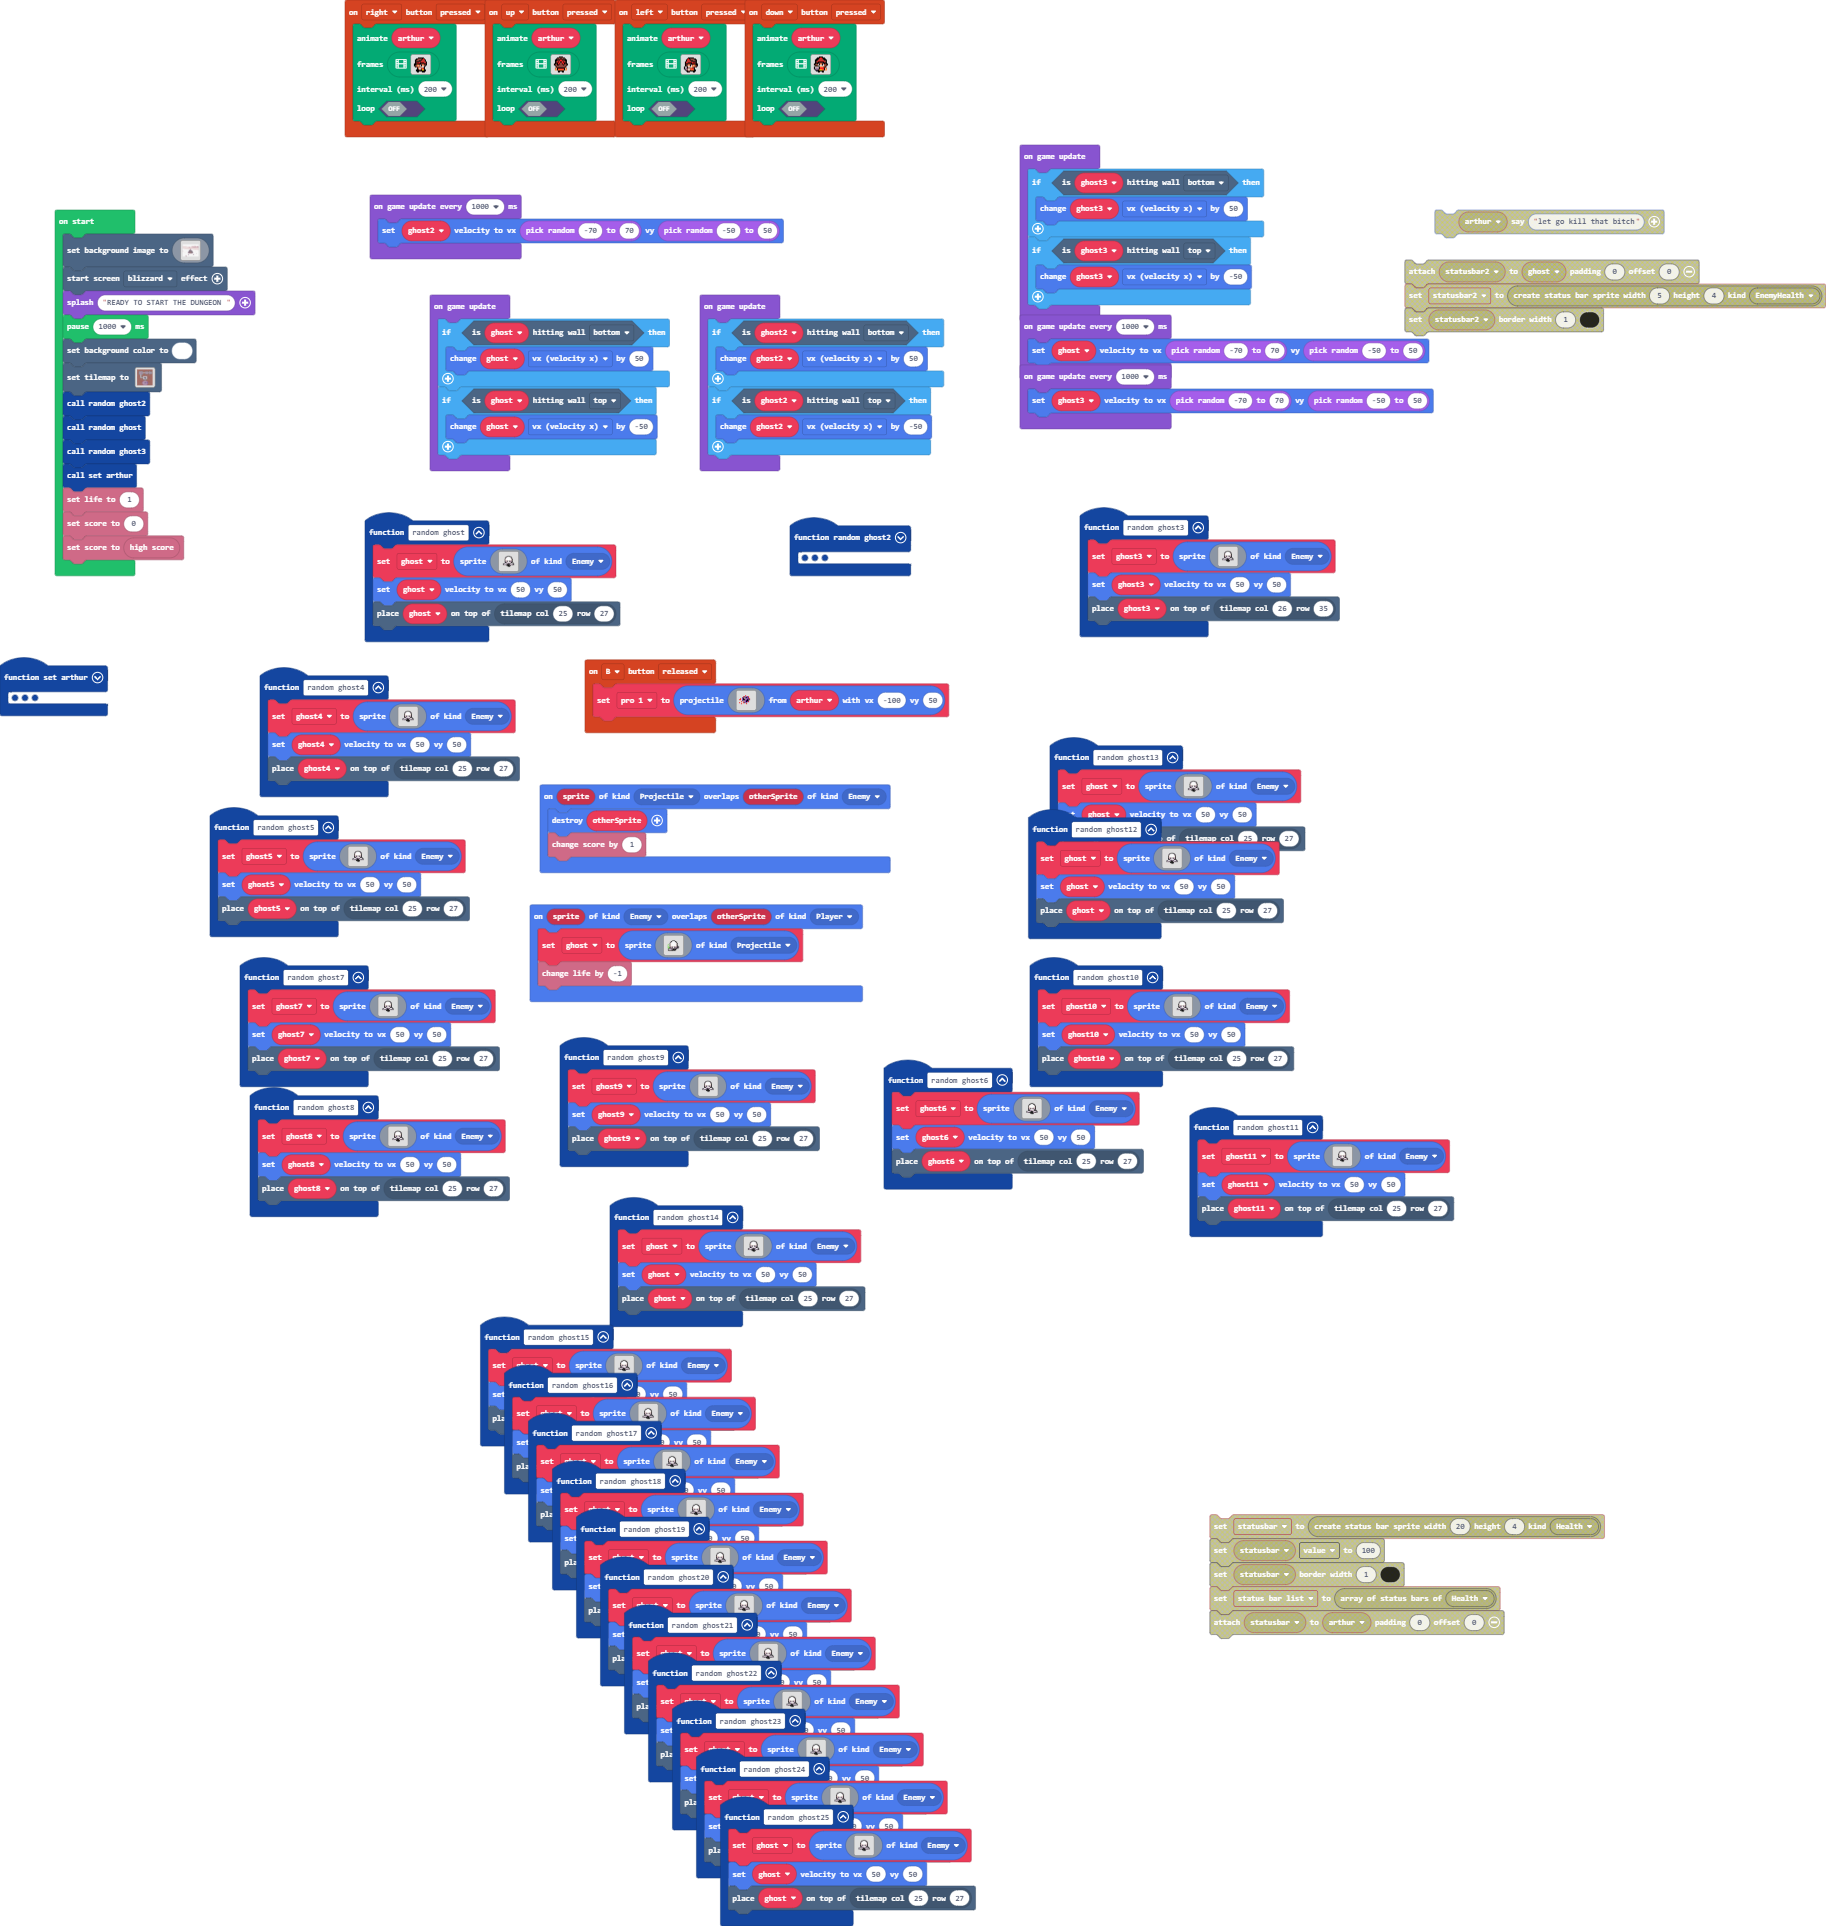 on right button pressed
animate arthur
frames
interval (ms) 200
loop OFF
on up button pressed
animate arthur
frames
interval (ms) 200
loop OFF
on left button pressed
animate arthur
frames
interval (ms) 200
loop OFF
on down button pressed
animate arthur
frames
interval (ms) 200
loop OFF
on start
set background image to
start screen blizzard effect
splash "READY TO START THE DUNGEON "
pause 1000 ms
set background color to
set tilemap to
call random ghost2
call random ghost
call random ghost3
call set arthur
set life to 1
set score to 0
set score to high score
on game update every 1000 ms
set ghost2 velocity to vx pick random -70 to 70 vy pick random -50 to 50
on game update
if is ghost hitting wall bottom then
change ghost vx (velocity x) by 50
if is ghost hitting wall top then
change ghost vx (velocity x) by -50
on game update
if is ghost2 hitting wall bottom then
change ghost2 vx (velocity x) by 50
if is ghost2 hitting wall top then
change ghost2 vx (velocity x) by -50
on game update
if is ghost3 hitting wall bottom then
change ghost3 vx (velocity x) by 50
if is ghost3 hitting wall top then
change ghost3 vx (velocity x) by -50
on game update every 1000 ms
set ghost velocity to vx pick random -70 to 70 vy pick random -50 to 50
on game update every 1000 ms
set ghost3 velocity to vx pick random -70 to 70 vy pick random -50 to 50
arthur say "let go kill that bitch"
attach statusbar2 to ghost padding 0 offset 0
set statusbar2 to create status bar sprite width 5 height 4 kind EnemyHealth
set statusbar2 border width 1
function random ghost
set ghost to sprite of kind Enemy
set ghost velocity to vx 50 vy 50
place ghost on top of tilemap col 25 row 27
function random ghost2
function random ghost3
set ghost3 to sprite of kind Enemy
set ghost3 velocity to vx 50 vy 50
place ghost3 on top of tilemap col 26 row 35
function set arthur
function random ghost4
set ghost4 to sprite of kind Enemy
set ghost4 velocity to vx 50 vy 50
place ghost4 on top of tilemap col 25 row 27
on B button released
set pro 1 to projectile from arthur with vx -100 vy 50
function random ghost13
set ghost to sprite of kind Enemy
ghost velocity to vx 50 vy 50
of tilemap col 25 row 27
function random ghost12
set ghost to sprite of kind Enemy
set ghost velocity to vx 50 vy 50
place ghost on top of tilemap col 25 row 27
function random ghost5
set ghost5 to sprite of kind Enemy
set ghost5 velocity to vx 50 vy 50
place ghost5 on top of tilemap col 25 row 27
on sprite of kind Projectile overlaps otherSprite of kind Enemy
destroy otherSprite
change score by 1
on sprite of kind Enemy overlaps otherSprite of kind Player
set ghost to sprite of kind Projectile
change life by -1
function random ghost7
set ghost7 to sprite of kind Enemy
set ghost7 velocity to vx 50 vy 50
place ghost7 on top of tilemap col 25 row 27
function random ghost10
set ghost10 to sprite of kind Enemy
set ghost10 velocity to vx 50 vy 50
place ghost10 on top of tilemap col 25 row 27
function random ghost8
set ghost8 to sprite of kind Enemy
set ghost8 velocity to vx 50 vy 50
place ghost8 on top of tilemap col 25 row 27
function random ghost9
set ghost9 to sprite of kind Enemy
set ghost9 velocity to vx 50 vy 50
place ghost9 on top of tilemap col 25 row 27
function random ghost6
set ghost6 to sprite of kind Enemy
set ghost6 velocity to vx 50 vy 50
place ghost6 on top of tilemap col 25 row 27
function random ghost11
set ghost11 to sprite of kind Enemy
set ghost11 velocity to vx 50 vy 50
place ghost11 on top of tilemap col 25 row 27
function random ghost14
set ghost to sprite of kind Enemy
set ghost velocity to vx 50 vy 50
place ghost on top of tilemap col 25 row 27
function random ghost15
set to sprite of kind Enemy
vy 50
function random ghost16
set to sprite of kind Enemy
set vy 50
function random ghost17
set to sprite of kind Enemy
set vy 50
function random ghost18
set to sprite of kind Enemy
set vy 50
function random ghost19
set to sprite of kind Enemy
set vy 50
function random ghost20
set to sprite of kind Enemy
set vy 50
function random ghost21
set to sprite of kind Enemy
set vy 50
function random ghost22
set to sprite of kind Enemy
set vy 50
function random ghost23
set to sprite of kind Enemy
set vy 50
function random ghost24
set to sprite of kind Enemy
set vy 50
function random ghost25
set ghost to sprite of kind Enemy
set ghost velocity to vx 50 vy 50
place ghost on top of tilemap col 25 row 27
set statusbar to create status bar sprite width 20 height 4 kind Health
set statusbar value to 100
set statusbar border width 1
set status bar list to array of status bars of Health
attach statusbar to arthur padding 0 offset 0